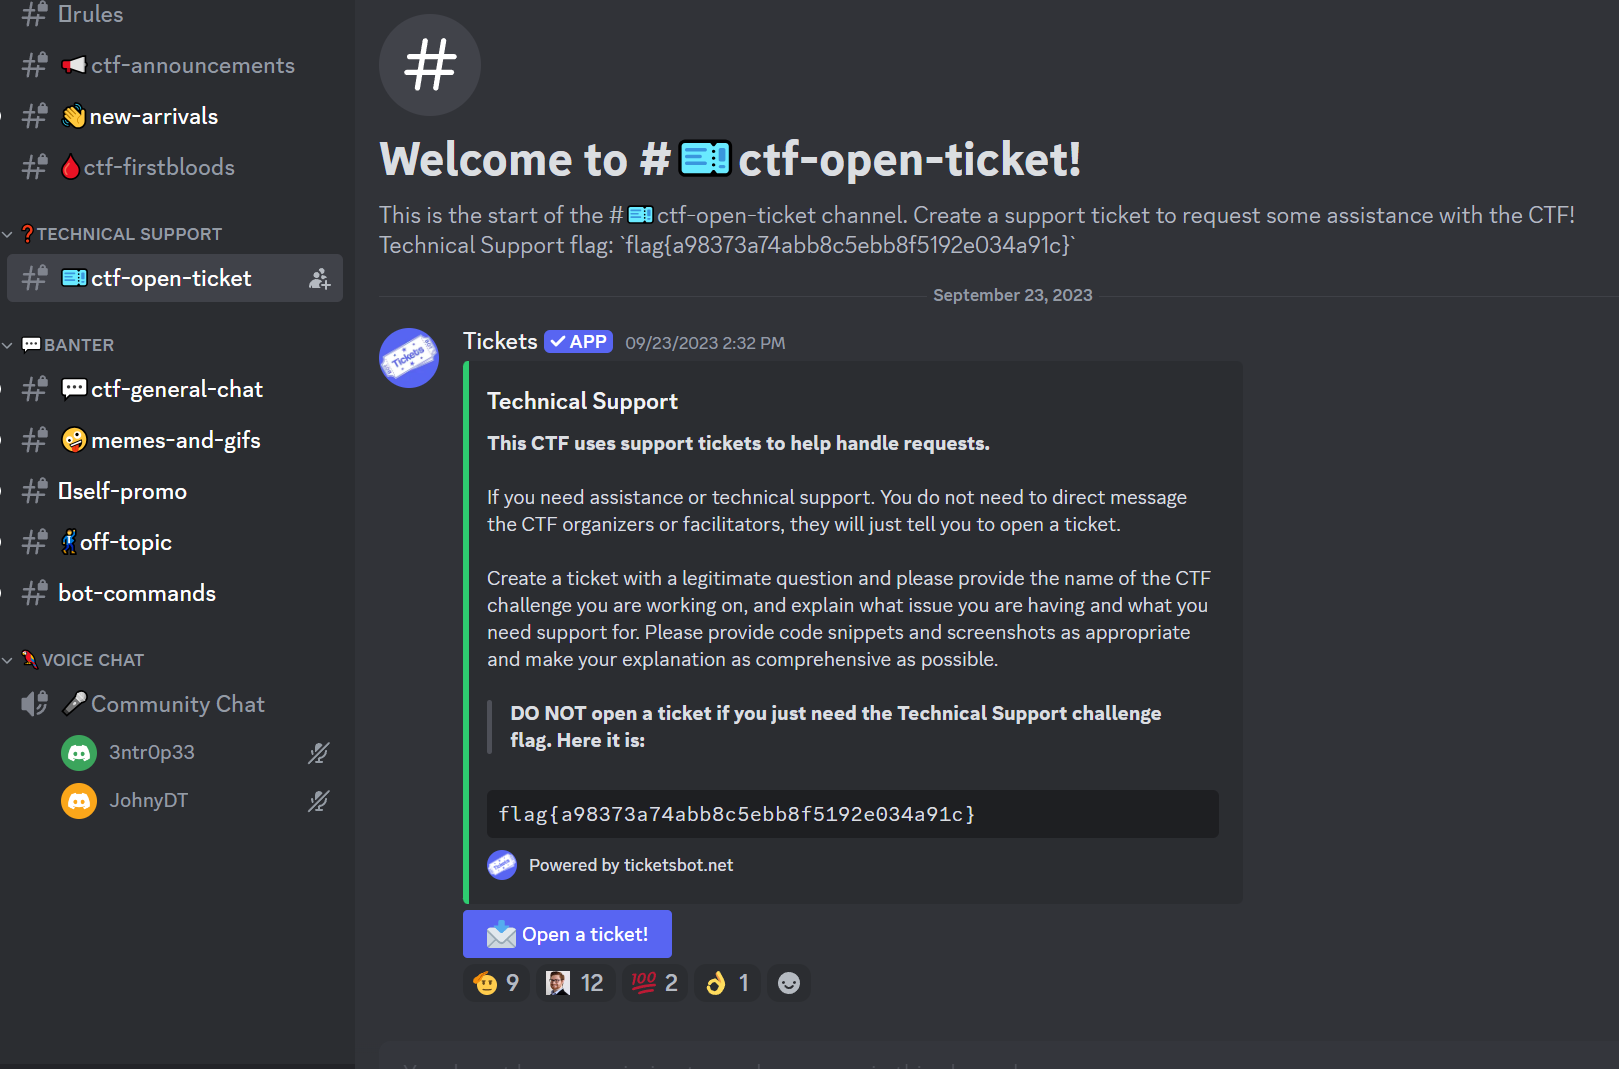 rules
ctf-announcements
new-arrivals
ctf-firstbloods
TECHNICAL SUPPORT
ctf-open-ticket
BANTER
ctf-general-chat
memes-and-gifs
self-promo
off-topic
bot-commands
VOICE CHAT
Community Chat
3ntr0p33
JohnyDT
Welcome to #🎟️ctf-open-ticket!
This is the start of the #🎟️ctf-open-ticket channel. Create a support ticket to request some assistance with the CTF!
Technical Support flag: `flag{a98373a74abb8c5ebb8f5192e034a91c}`
September 23, 2023
Tickets ✓ APP 09/23/2023 2:32 PM
Technical Support
This CTF uses support tickets to help handle requests.
If you need assistance or technical support. You do not need to direct message
the CTF organizers or facilitators, they will just tell you to open a ticket.
Create a ticket with a legitimate question and please provide the name of the CTF
challenge you are working on, and explain what issue you are having and what you
need support for. Please provide code snippets and screenshots as appropriate
and make your explanation as comprehensive as possible.
DO NOT open a ticket if you just need the Technical Support challenge
flag. Here it is:
flag{a98373a74abb8c5ebb8f5192e034a91c}
Powered by ticketsbot.net
Open a ticket!
9 12 2 1